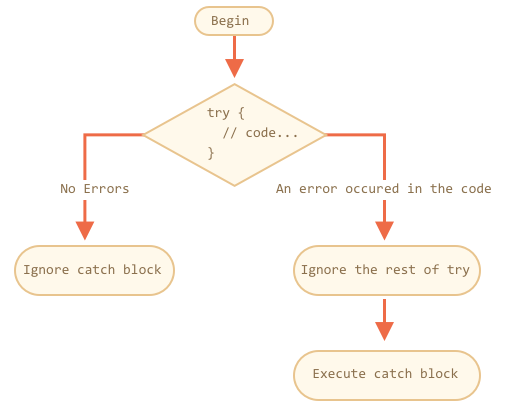 Begin
try {
// code...
}
No Errors
An error occured in the code
Ignore catch block
Ignore the rest of try
Execute catch block